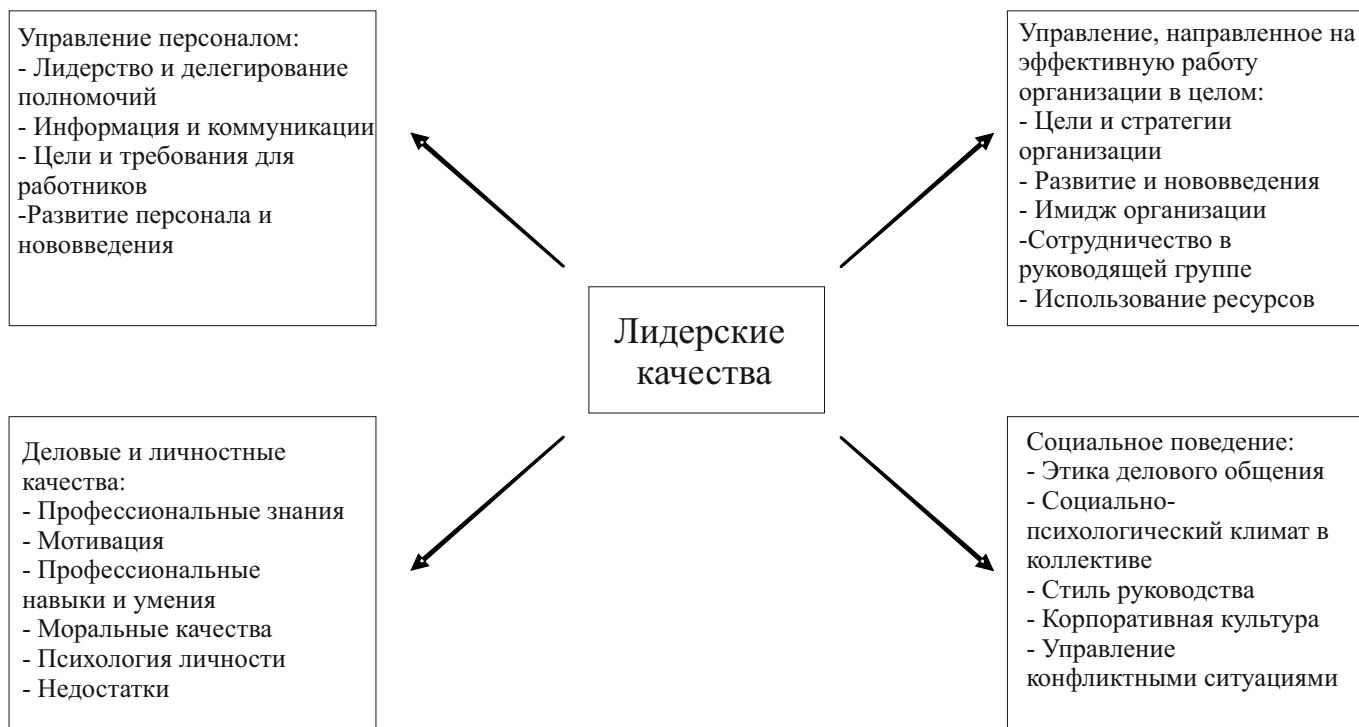 Управление персоналом:
- Лидерство и делегирование
полномочий
- Информация и коммуникации
- Цели и требования для
работников
-Развитие персонала и
нововведения
Управление, направленное на
эффективную работу
организации в целом:
- Цели и стратегии
организации
- Развитие и нововведения
- Имидж организации
-Сотрудничество в
руководящей группе
- Использование ресурсов
Лидерские
качества
Деловые и личностные
качества:
- Профессиональные знания
- Мотивация
- Профессиональные
навыки и умения
- Моральные качества
- Психология личности
- Недостатки
Социальное поведение:
- Этика делового общения
- Социально-
психологический климат в
коллективе
- Стиль руководства
- Корпоративная культура
- Управление
конфликтными ситуациями